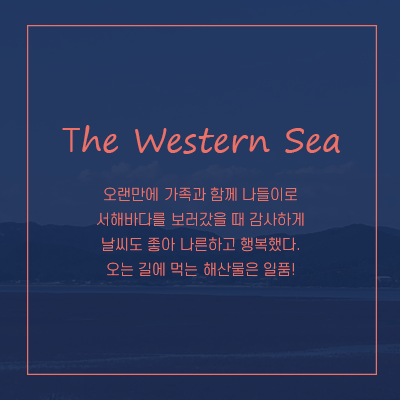 The Western Sea
오랜만에 가족과 함께 나들이로
서해바다를 보러갔을 때 감사하게
날씨도 좋아 나른하고 행복했다.
오는 길에 먹는 해산물은 일품!